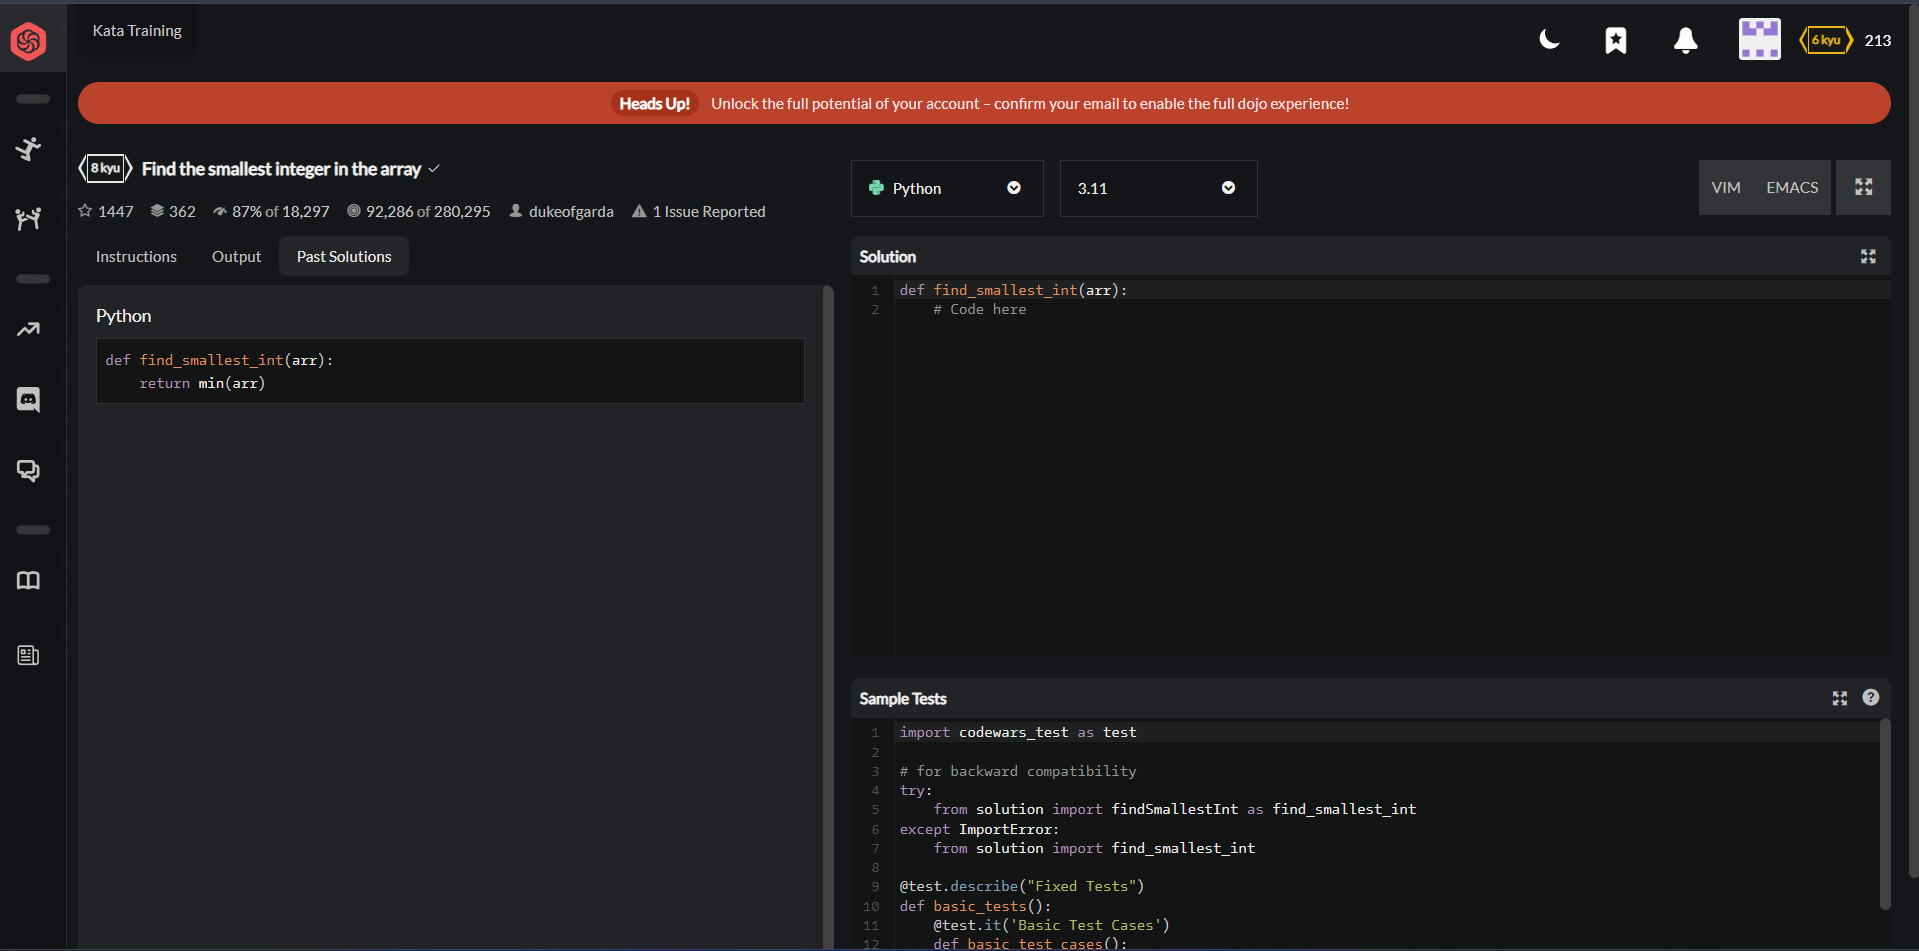 Kata Training
6 kyu 213
Heads Up! Unlock the full potential of your account – confirm your email to enable the full dojo experience!
8 kyu Find the smallest integer in the array
1447 362 87% of 18,297 92,286 of 280,295 dukeofgarda 1 Issue Reported
Instructions Output Past Solutions
Python
def find_smallest_int(arr):
    return min(arr)
Python 3.11 VIM EMACS
Solution
1 def find_smallest_int(arr):
2     # Code here
Sample Tests
1 import codewars_test as test
2
3 # for backward compatibility
4 try:
5     from solution import findSmallestInt as find_smallest_int
6 except ImportError:
7     from solution import find_smallest_int
8
9 @test.describe("Fixed Tests")
10 def basic_tests():
11     @test.it('Basic Test Cases')
12     def basic_test_cases():